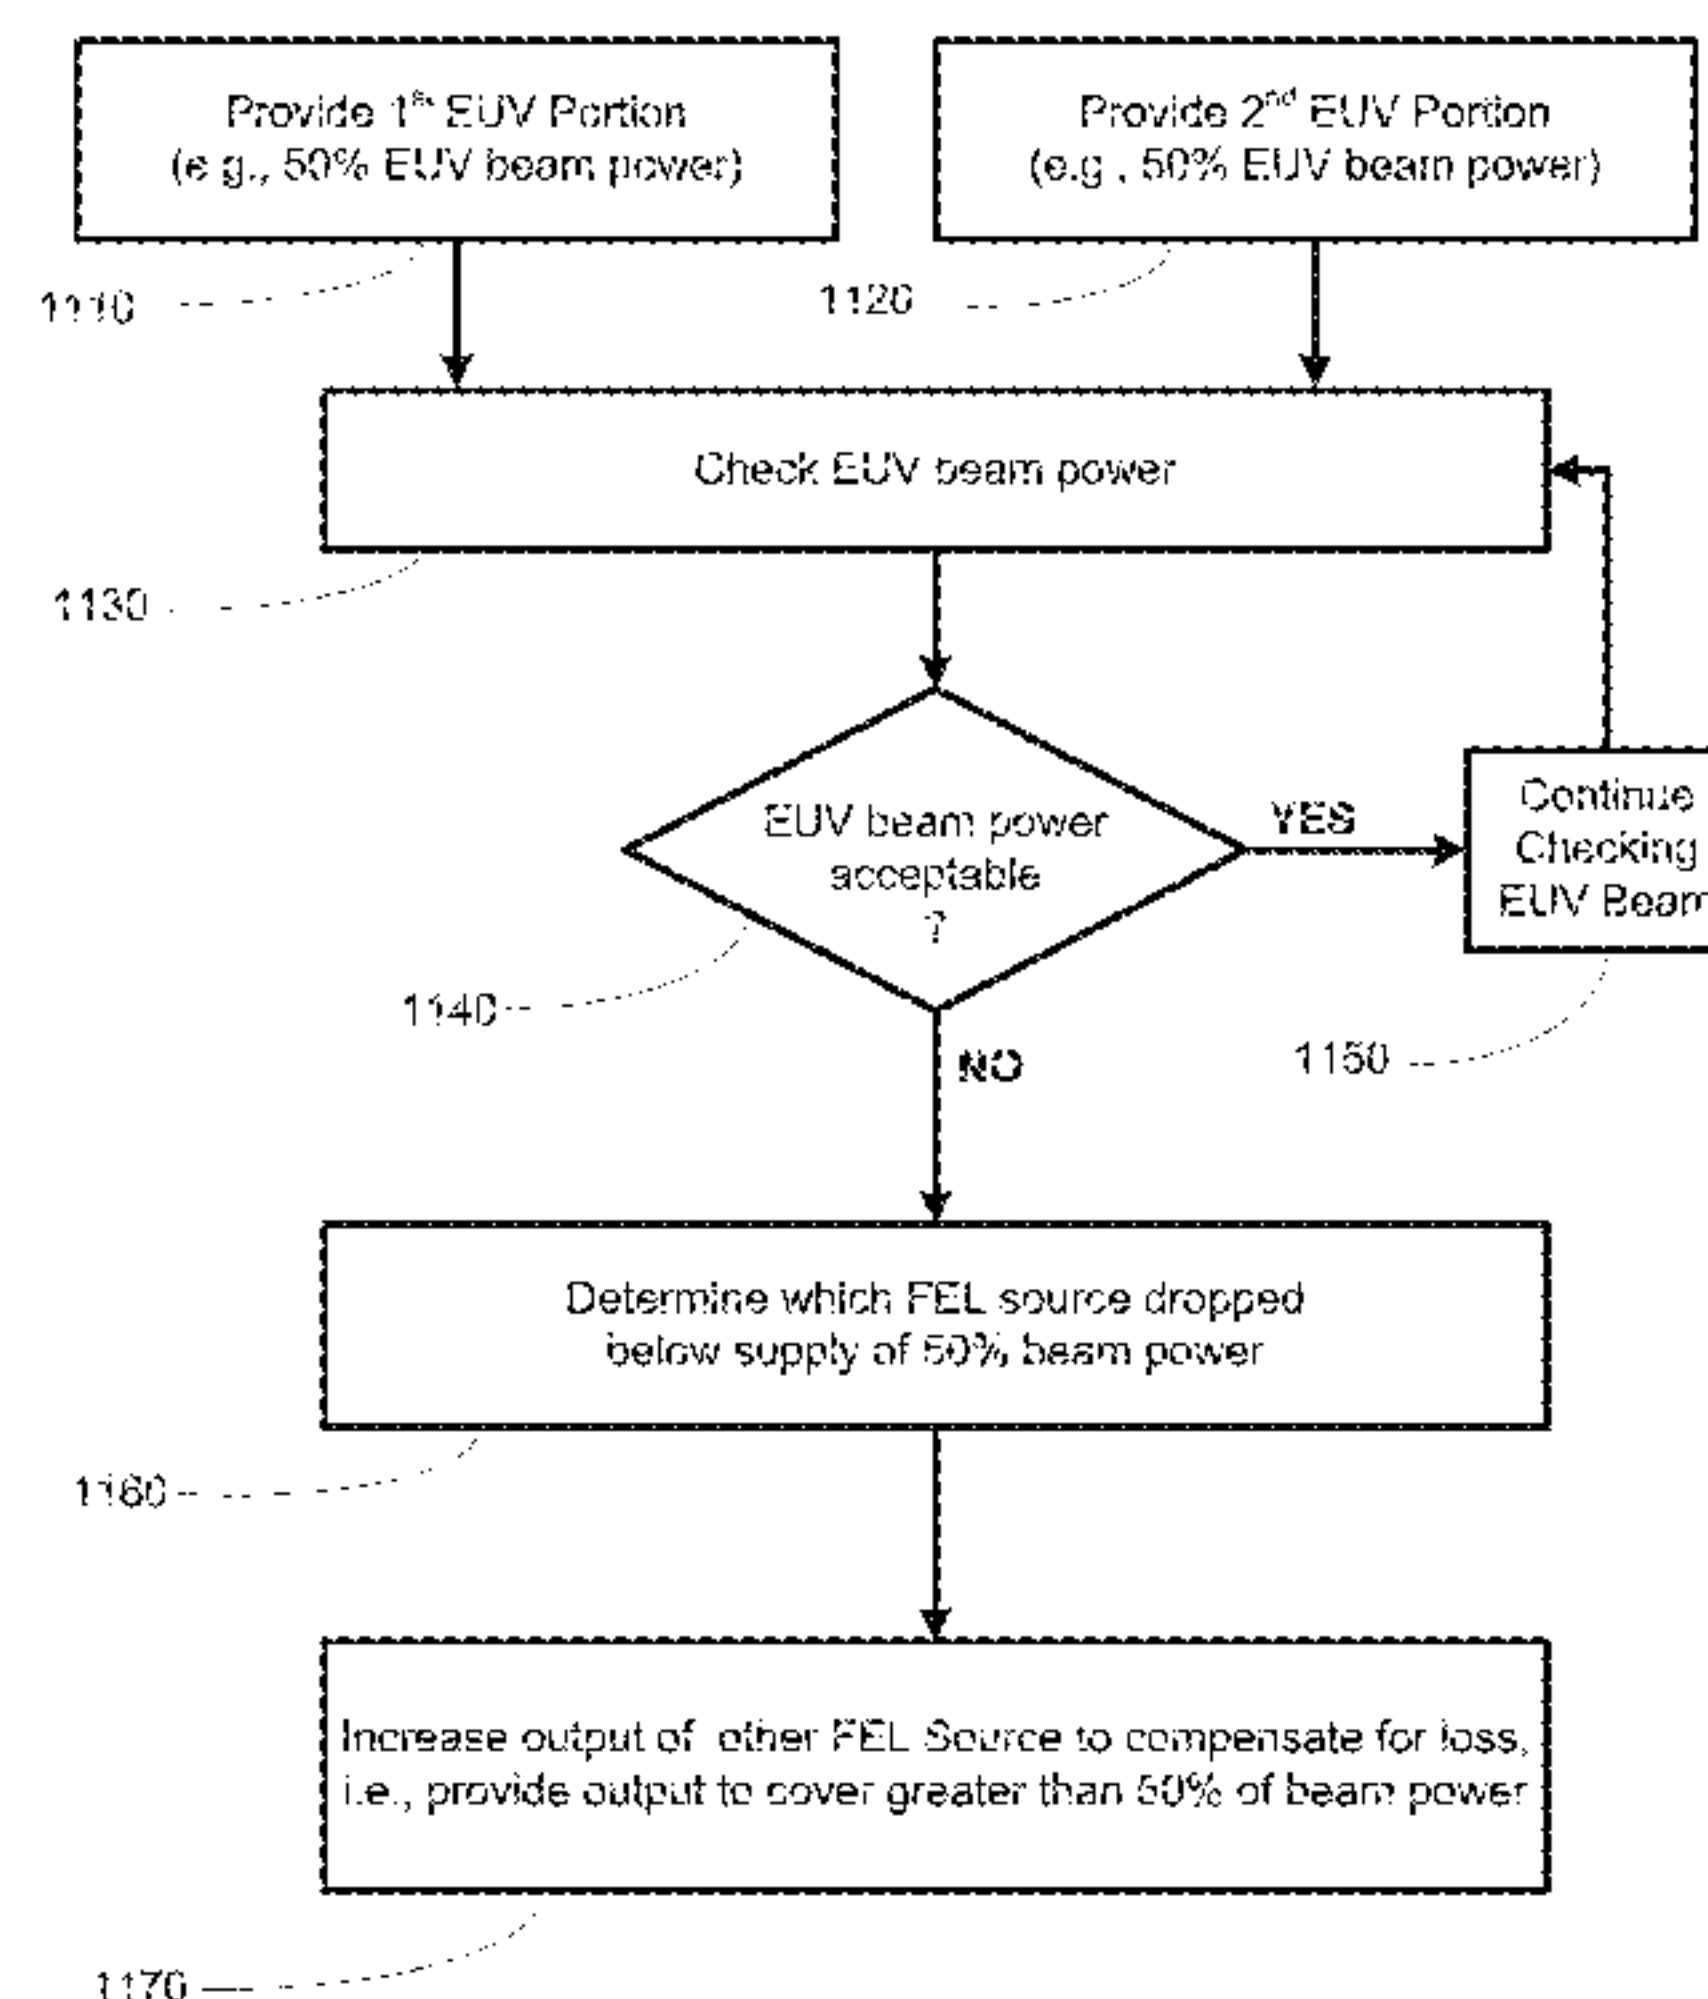 Provide 1st EUV Portion
(e.g., 50% EUV beam power)
Provide 2nd EUV Portion
(e.g., 50% EUV beam power)
1110
1120
Check EUV beam power
1130
EUV beam power
acceptable
?
YES
Continue
Checking
EUV Beam
1140
NO
1150
Determine which FEL source dropped
below supply of 50% beam power
1160
Increase output of other FEL Source to compensate for loss,
i.e., provide output to cover greater than 50% of beam power
1170